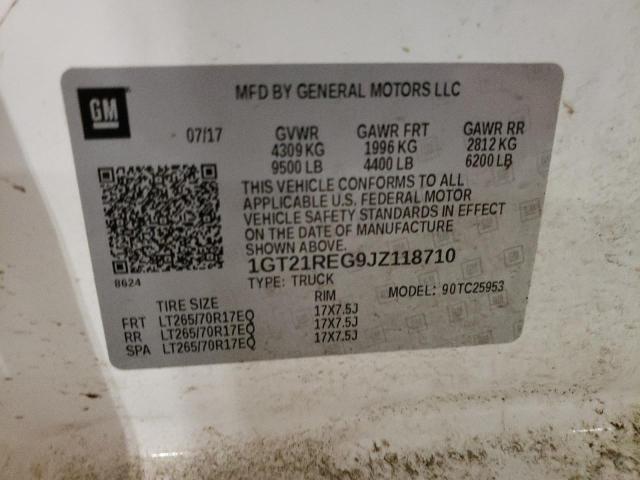 GM
MFD BY GENERAL MOTORS LLC
07/17
GVWR GAWR FRT GAWR RR
4309 KG 1996 KG 2812 KG
9500 LB 4400 LB 6200 LB
THIS VEHICLE CONFORMS TO ALL
APPLICABLE U.S. FEDERAL MOTOR
VEHICLE SAFETY STANDARDS IN EFFECT
ON THE DATE OF MANUFACTURE
SHOWN ABOVE.
8624
1GT21REG9JZ118710
TYPE: TRUCK MODEL: 90TC25953
TIRE SIZE RIM
FRT LT265/70R17EQ 17X7.5J
RR LT265/70R17EQ 17X7.5J
SPA LT265/70R17EQ 17X7.5J